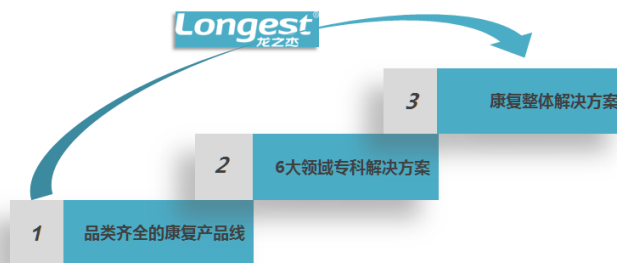 Longest®
龙之杰
3 康复整体解决方案
2 6大领域专科解决方案
1 品类齐全的康复产品线